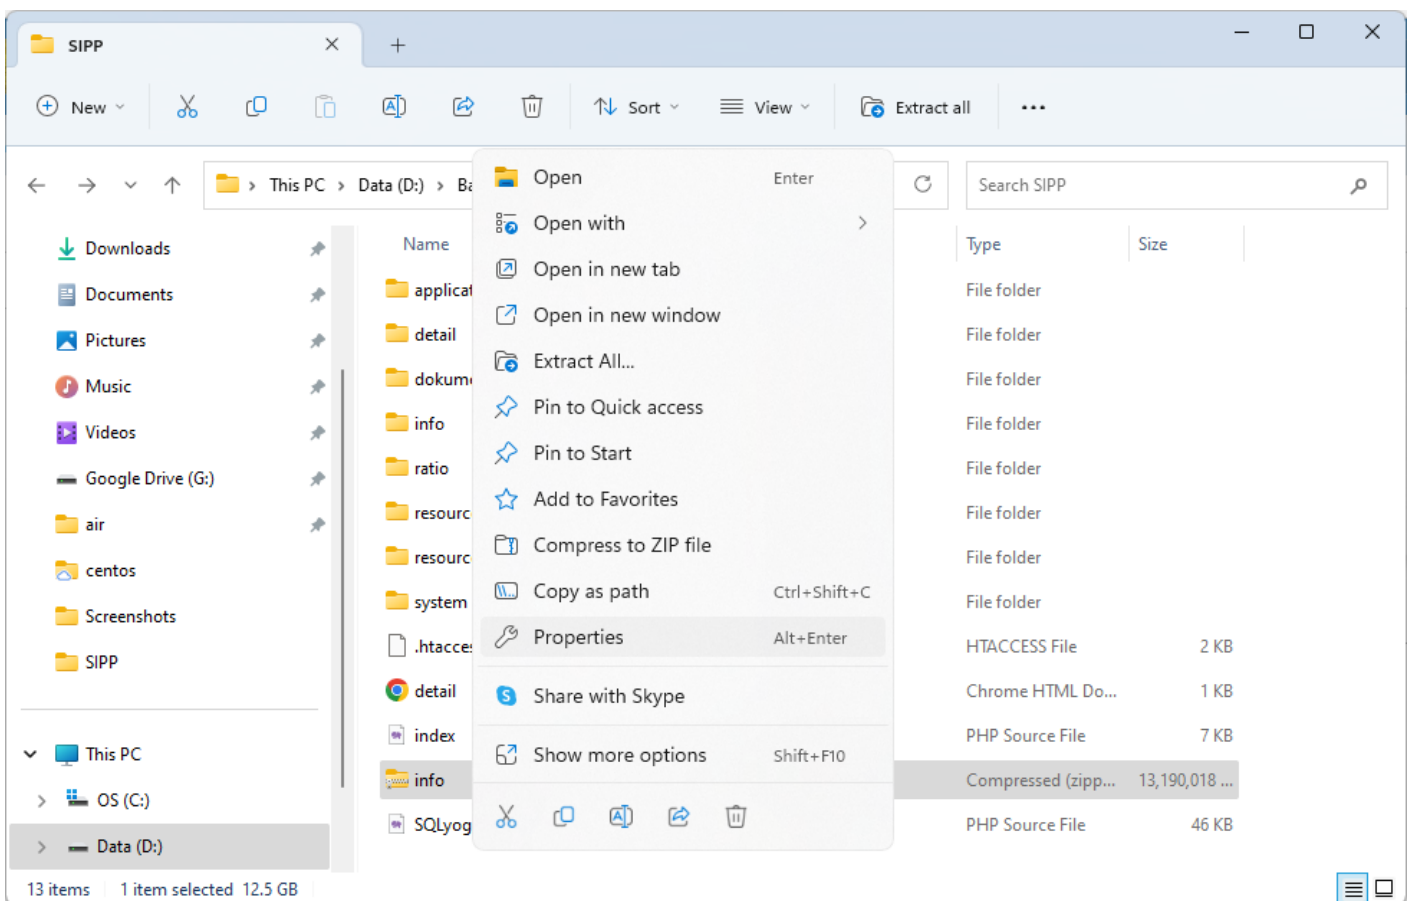 SIPP
New
Sort
View
Extract all
This PC
Data (D:)
Search SIPP
Downloads
Documents
Pictures
Music
Videos
Google Drive (G:)
air
centos
Screenshots
SIPP
This PC
OS (C:)
Data (D:)
Name
Type
Size
applicat
File folder
detail
File folder
dokume
File folder
info
File folder
ratio
File folder
resourc
File folder
resourc
File folder
system
File folder
.htacces
HTACCESS File
2 KB
detail
Chrome HTML Do...
1 KB
index
PHP Source File
7 KB
info
Compressed (zipp...
13,190,018 ...
SQLyog
PHP Source File
46 KB
Open
Enter
Open with
Open in new tab
Open in new window
Extract All...
Pin to Quick access
Pin to Start
Add to Favorites
Compress to ZIP file
Copy as path
Ctrl+Shift+C
Properties
Alt+Enter
Share with Skype
Show more options
Shift+F10
13 items
1 item selected 12.5 GB